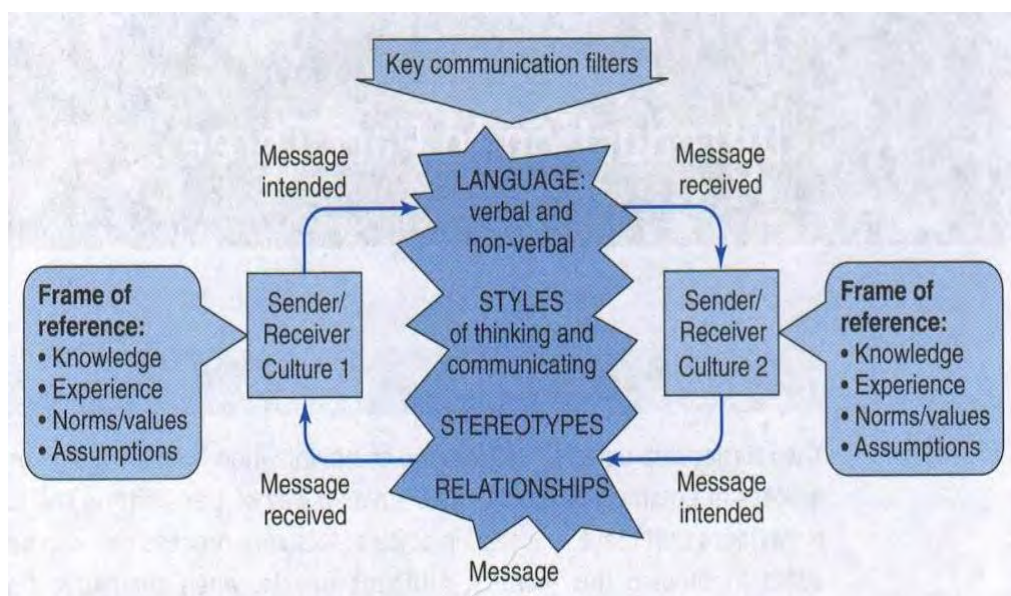 Key communication filters
Message
intended
Message
received
LANGUAGE:
verbal and
non-verbal
STYLES
of thinking and
communicating
STEREOTYPES
RELATIONSHIPS
Frame of
reference:
• Knowledge
• Experience
• Norms/values
• Assumptions
Sender/
Receiver
Culture 1
Sender/
Receiver
Culture 2
Frame of
reference:
• Knowledge
• Experience
• Norms/values
• Assumptions
Message
received
Message
intended
Message